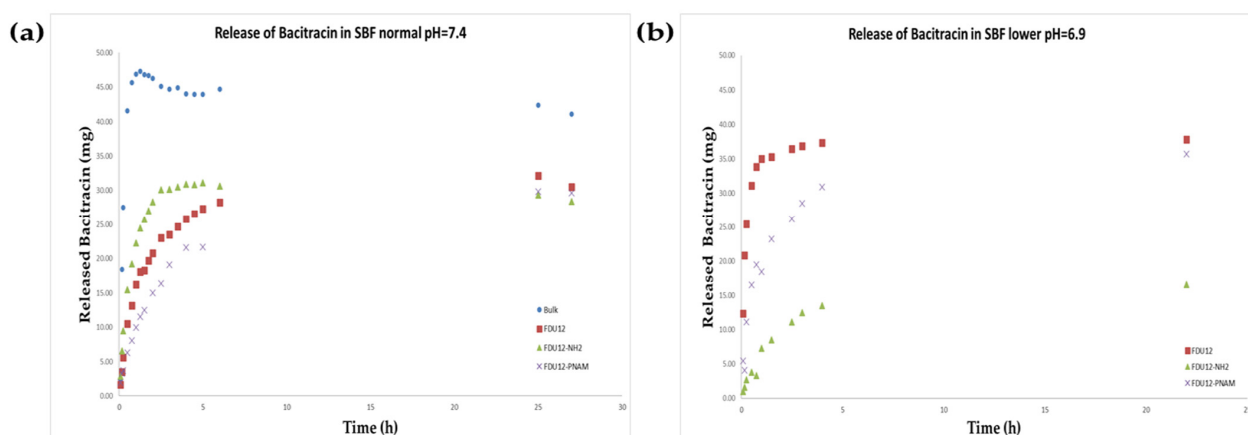 (a)
Release of Bacitracin in SBF normal pH=7.4
Released Bacitracin (mg)
50.00
45.00
40.00
35.00
30.00
25.00
20.00
15.00
10.00
5.00
0.00
0 5 10 15 20 25 30
Time (h)
Bulk
FDU12
FDU12-NH2
FDU12-PNAM
(b)
Release of Bacitracin in SBF lower pH=6.9
Released Bacitracin (mg)
50.00
45.00
40.00
35.00
30.00
25.00
20.00
15.00
10.00
5.00
0.00
0 5 10 15 20 25
Time (h)
FDU12
FDU12-NH2
FDU12-PNAM